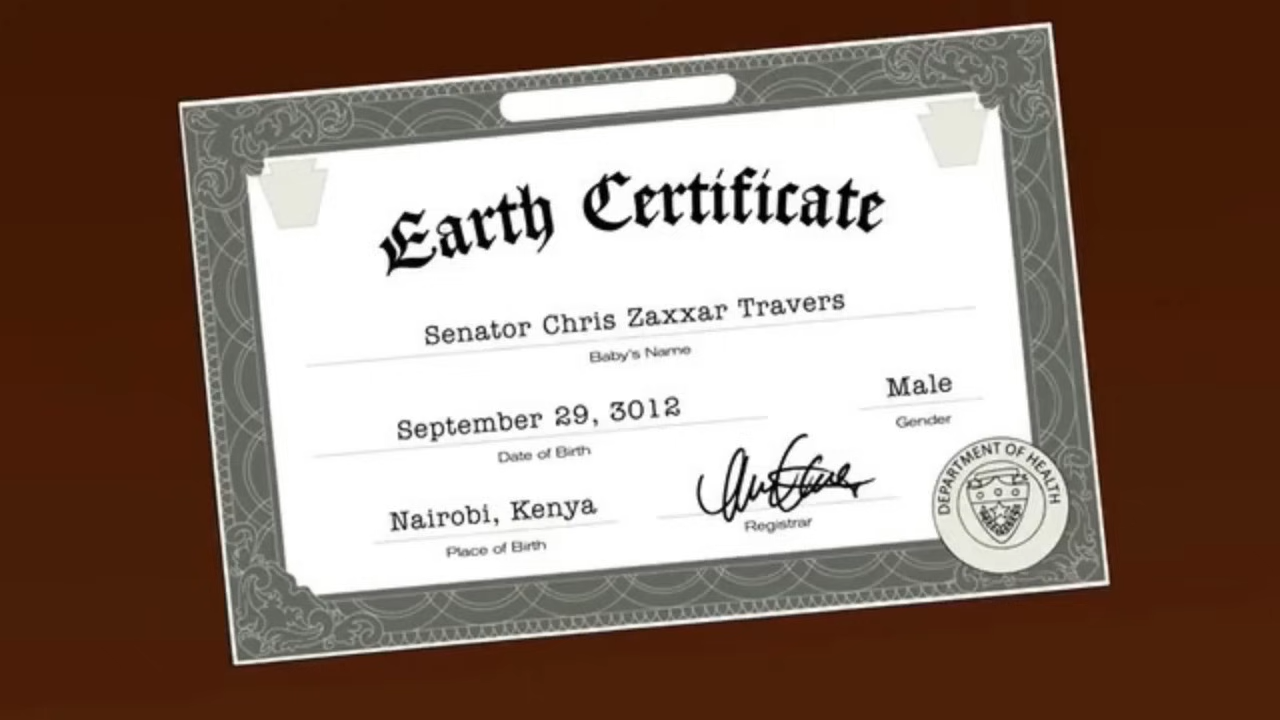 Earth Certificate
Senator Chris Zaxxar Travers
Baby's Name
September 29, 3012
Date of Birth
Male
Gender
Nairobi, Kenya
Place of Birth
Registrar
DEPARTMENT OF HEALTH